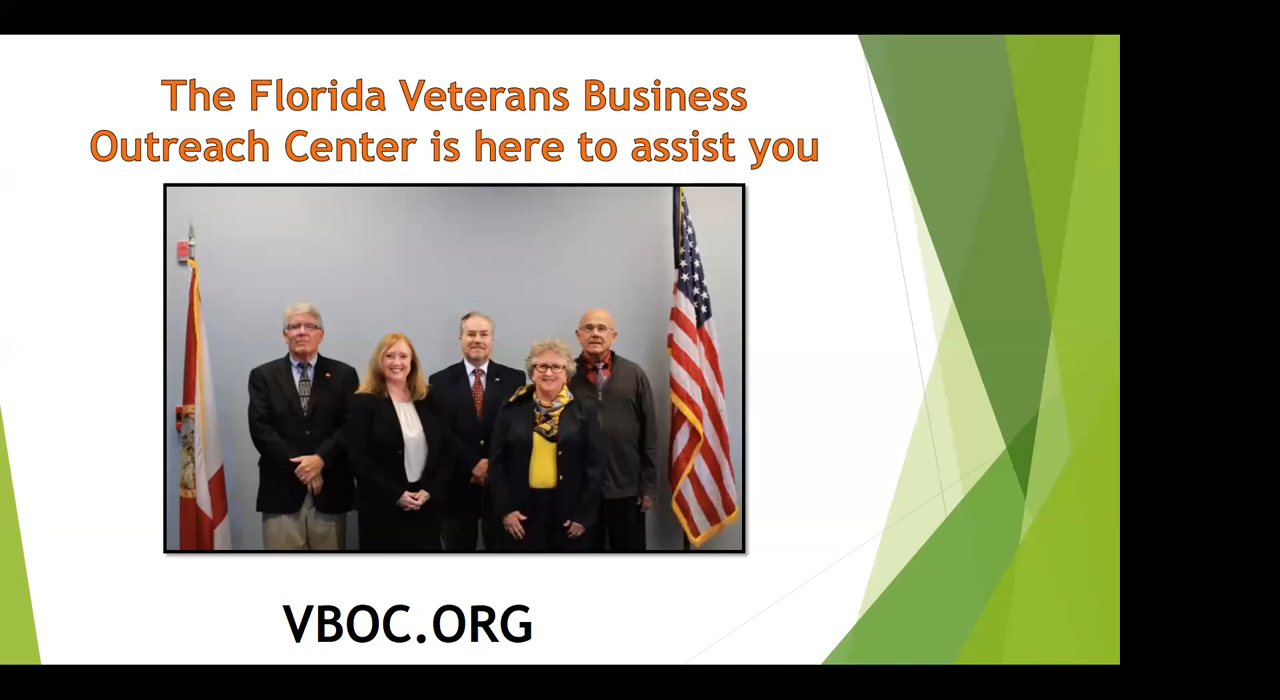 The Florida Veterans Business
Outreach Center is here to assist you
VBOC.ORG